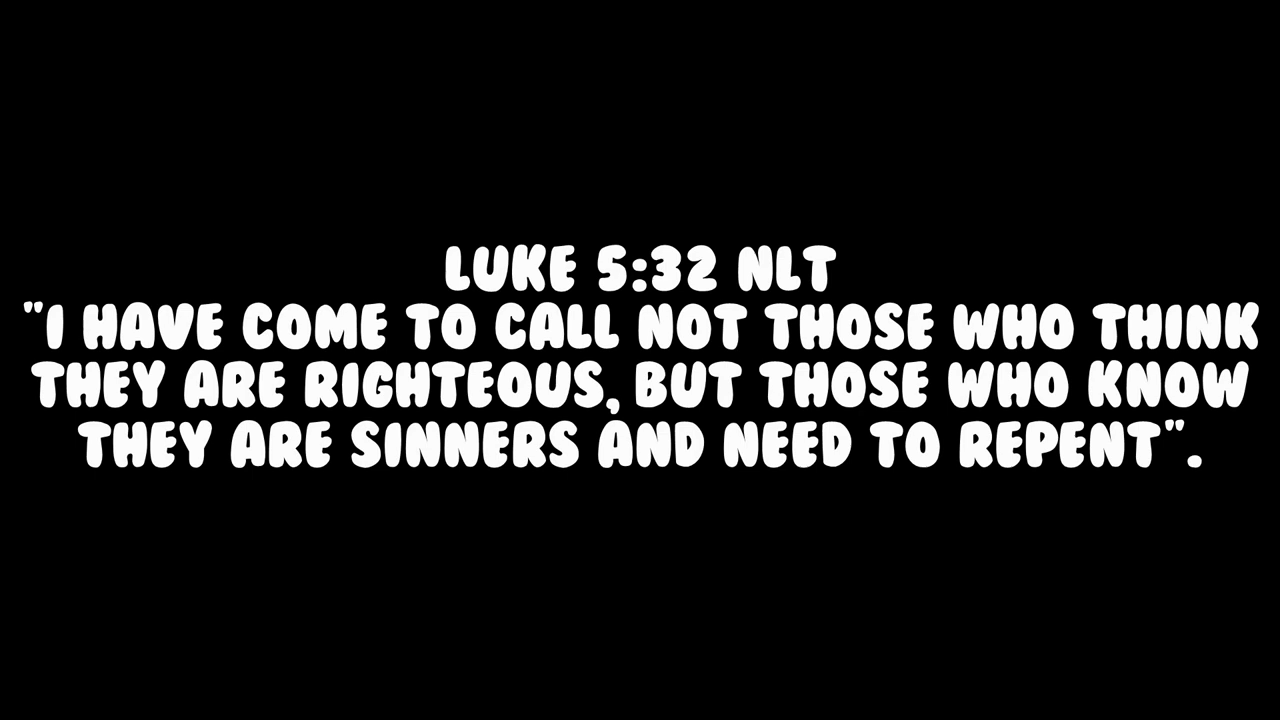 LUKE 5:32 NLT
"I HAVE COME TO CALL NOT THOSE WHO THINK
THEY ARE RIGHTEOUS, BUT THOSE WHO KNOW
THEY ARE SINNERS AND NEED TO REPENT".